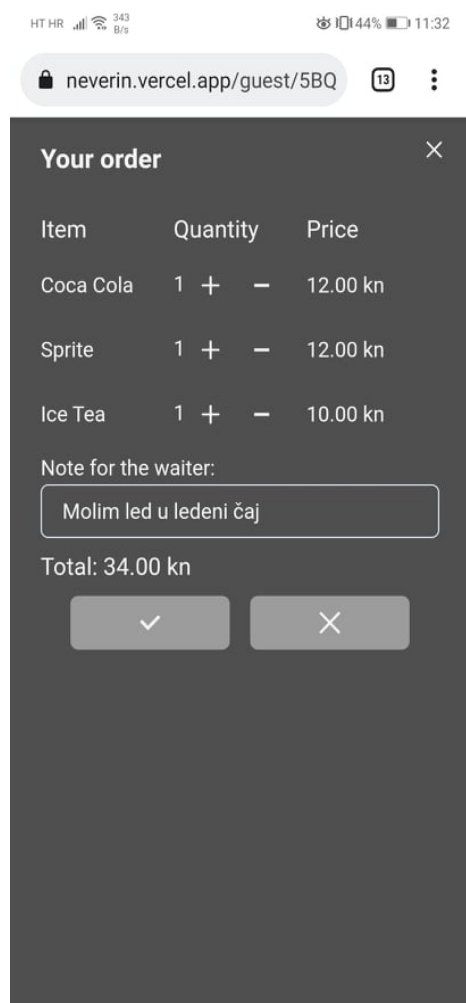 HT HR 343 B/s 44% 11:32
neverin.vercel.app/guest/5BQ 13
Your order
Item Quantity Price
Coca Cola 1 + − 12.00 kn
Sprite 1 + − 12.00 kn
Ice Tea 1 + − 10.00 kn
Note for the waiter:
Molim led u ledeni čaj
Total: 34.00 kn